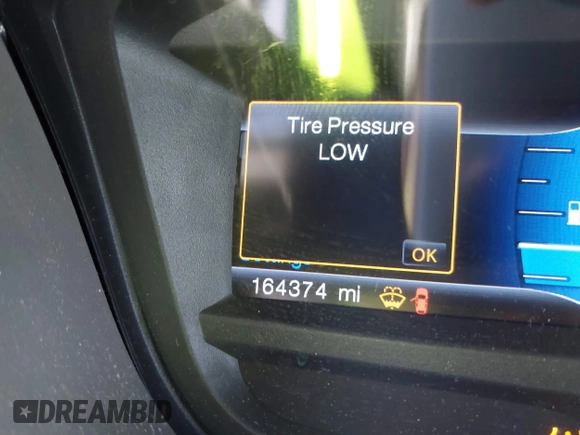 Tire Pressure
LOW
OK
164374 mi
DREAMBID